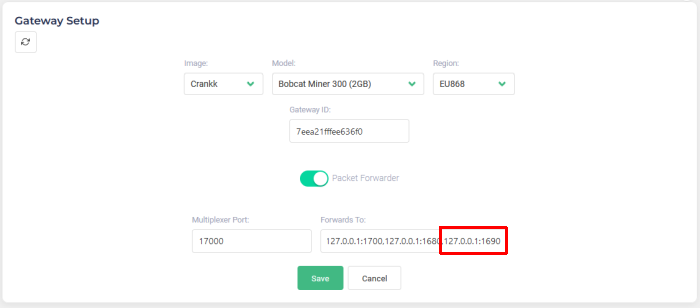 Gateway Setup
Image: Model: Region:
Crankk Bobcat Miner 300 (2GB) EU868
Gateway ID:
7eea21fffee636f0
Packet Forwarder
Multiplexer Port: Forwards To:
17000 127.0.0.1:1700,127.0.0.1:1680,127.0.0.1:1690
Save Cancel